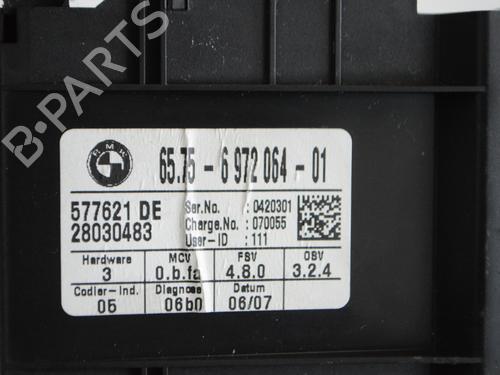 B-PARTS
BMW
65.75 - 6 972 064 - 01
577621 DE
28030483
Ser.No. : 0420301
Charge.No. : 070055
User-ID : 111
Hardware MCV FSV OSV
3 0.b.fa 4.8.0 3.2.4
Codier-Ind. Diagnose Datum
05 06b0 06/07